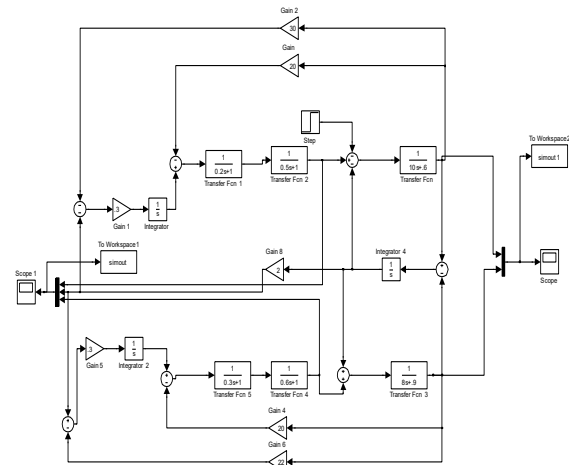 Gain 2
30
Gain
20
Step
To Workspace2
simout1
1
0.2s+1
Transfer Fcn 1
1
0.5s+1
Transfer Fcn 2
1
10s+.6
Transfer Fcn
.3
Gain 1
1
s
Integrator
To Workspace1
simout
Gain 8
2
Integrator 4
1
s
Scope 1
Scope
.3
Gain 5
1
s
Integrator 2
1
0.3s+1
Transfer Fcn 5
1
0.6s+1
Transfer Fcn 4
1
8s+.9
Transfer Fcn 3
Gain 4
20
Gain 6
22